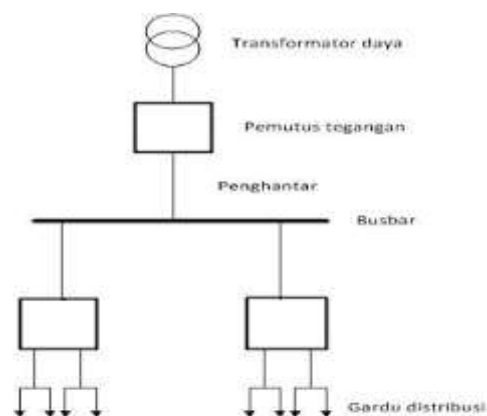 Transformator daya
Pemutus tegangan
Penghantar
Busbar
Gardu distribusi